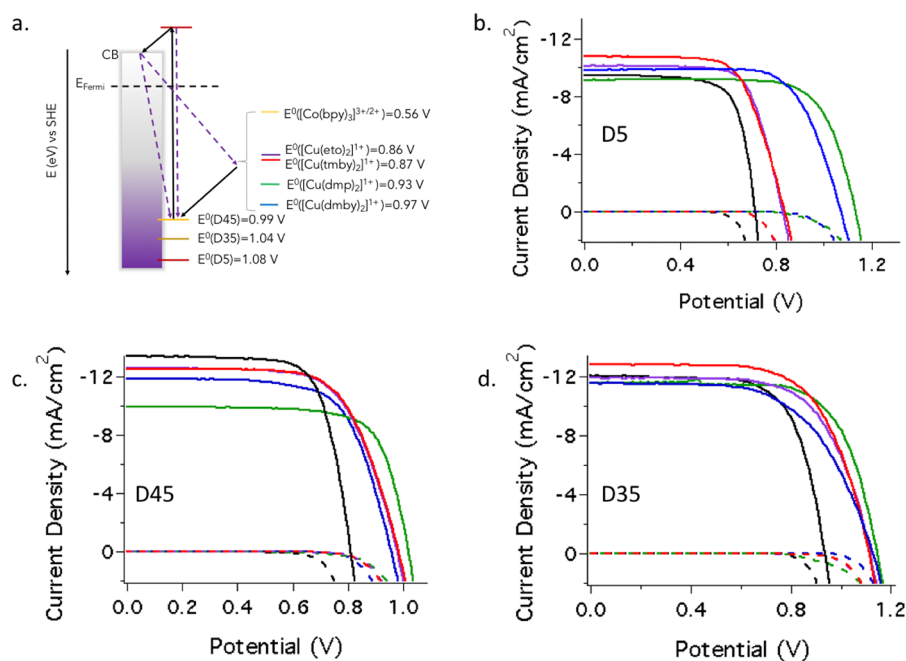 a.
CB
E_Fermi
E (eV) vs SHE
E⁰([Co(bpy)₃]³⁺/²⁺)=0.56 V
E⁰([Cu(eto)₂]¹⁺)=0.86 V
E⁰([Cu(tmby)₂]¹⁺)=0.87 V
E⁰([Cu(dmp)₂]¹⁺)=0.93 V
E⁰([Cu(dmby)₂]¹⁺)=0.97 V
E⁰(D45)=0.99 V
E⁰(D35)=1.04 V
E⁰(D5)=1.08 V
b.
Current Density (mA/cm²)
-12
-8
-4
0
D5
0.0 0.4 0.8 1.2
Potential (V)
c.
Current Density (mA/cm²)
-12
-8
-4
0
D45
0.0 0.2 0.4 0.6 0.8 1.0
Potential (V)
d.
Current Density (mA/cm²)
-12
-8
-4
0
D35
0.0 0.4 0.8 1.2
Potential (V)